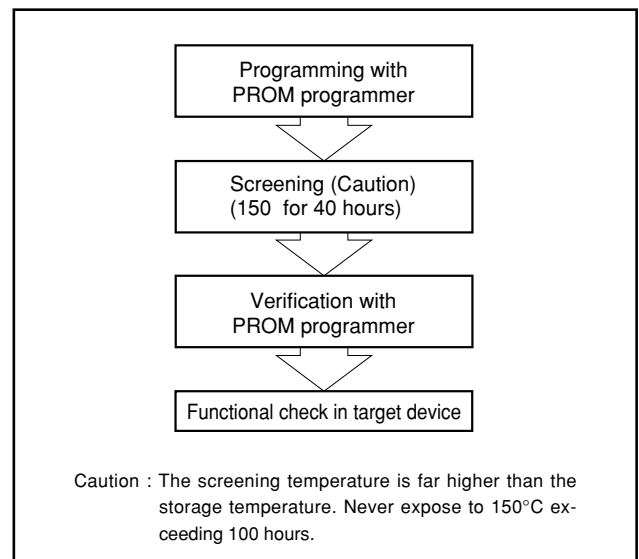 Programming with
PROM programmer
Screening (Caution)
(150  for 40 hours)
Verification with
PROM programmer
Functional check in target device
Caution : The screening temperature is far higher than the
storage temperature. Never expose to 150°C ex-
ceeding 100 hours.